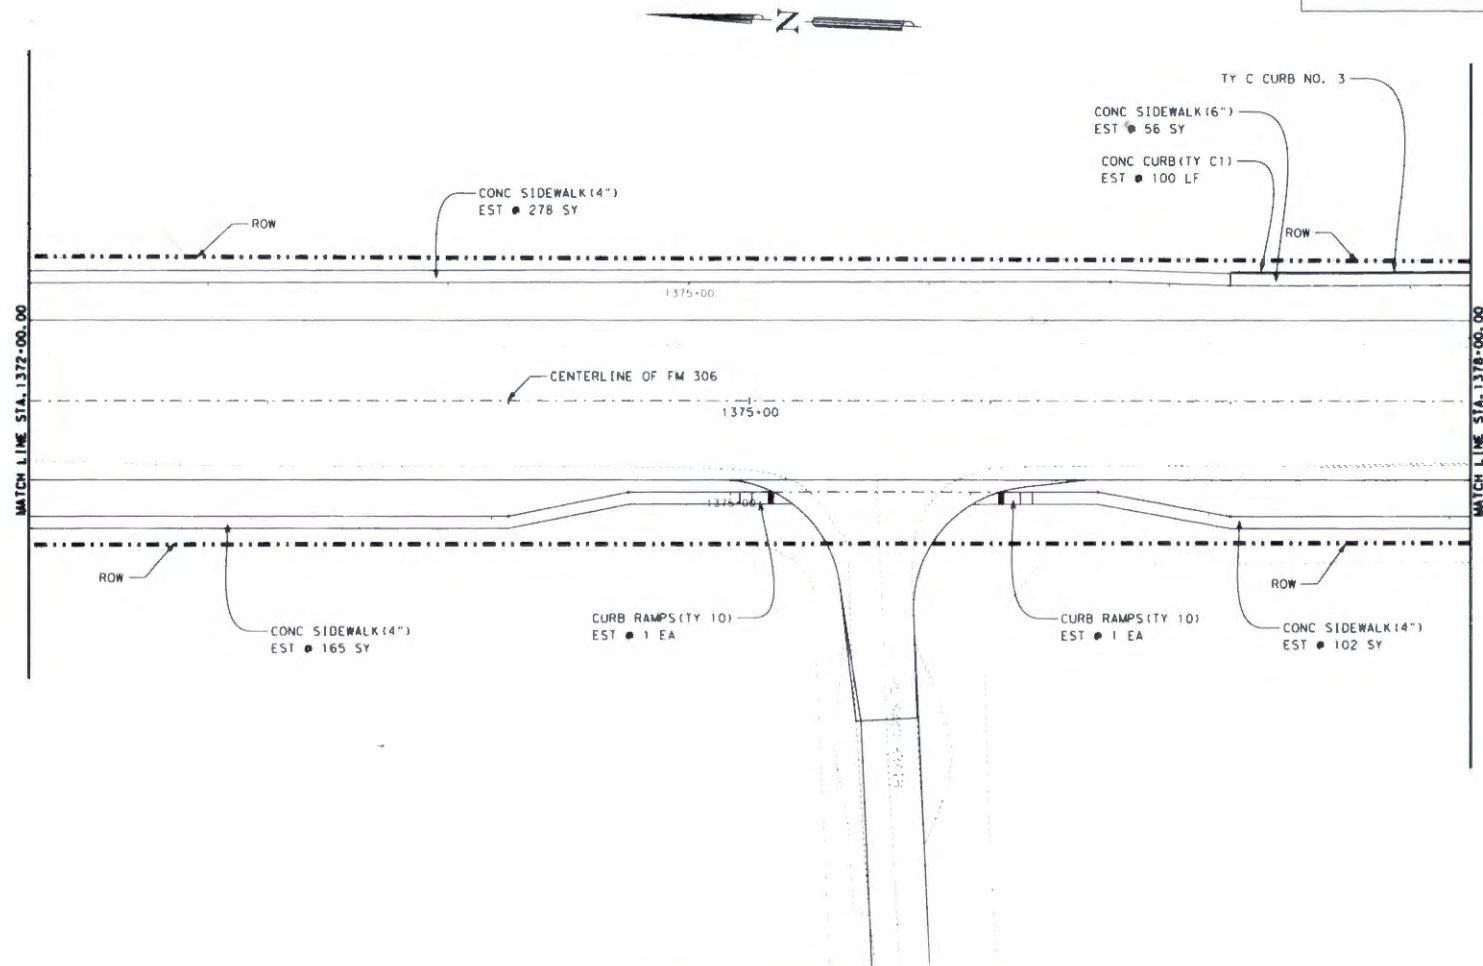 Z
TY C CURB NO. 3
CONC SIDEWALK(6")
EST @ 56 SY
CONC CURB(TY C1)
EST @ 100 LF
CONC SIDEWALK(4")
EST @ 278 SY
ROW
ROW
1375+00
MATCH LINE STA. 1372+00.00
MATCH LINE STA. 1378+00.00
CENTERLINE OF FM 306
1375+00
1375+00
ROW
CONC SIDEWALK(4")
EST @ 165 SY
CURB RAMPS(TY 10)
EST @ 1 EA
CURB RAMPS(TY 10)
EST @ 1 EA
ROW
CONC SIDEWALK(4")
EST @ 102 SY